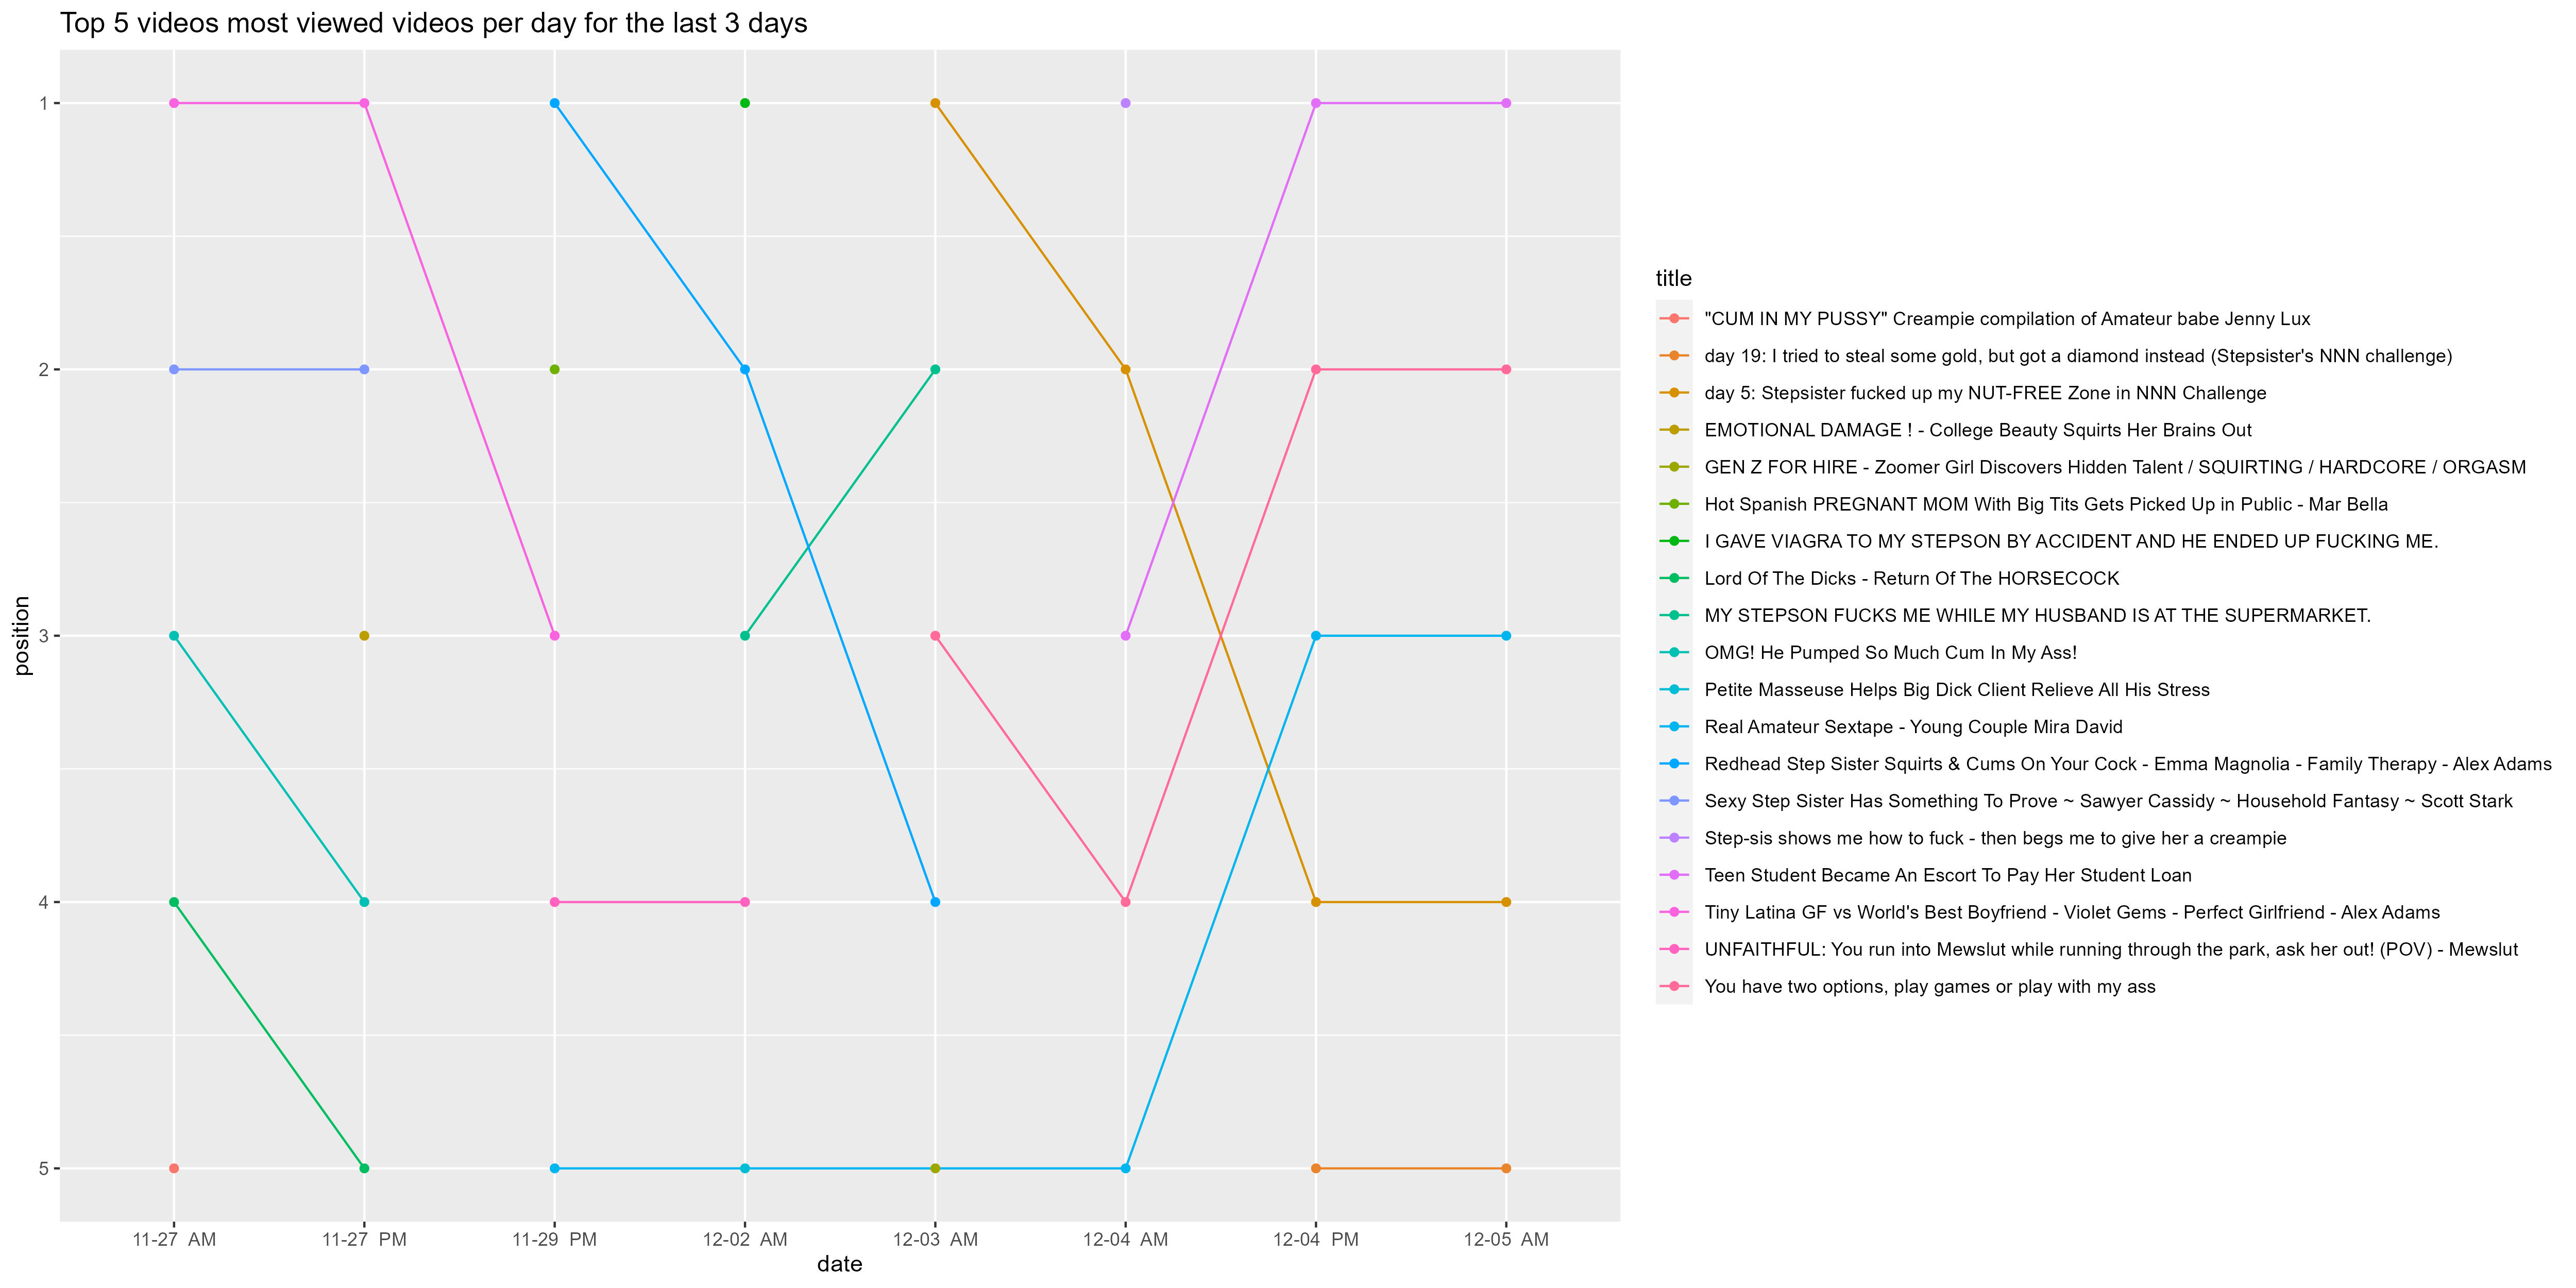 Top 5 videos most viewed videos per day for the last 3 days
1
2
3
4
5
position
11-27 AM
11-27 PM
11-29 PM
12-02 AM
12-03 AM
12-04 AM
12-04 PM
12-05 AM
date
title
"CUM IN MY PUSSY" Creampie compilation of Amateur babe Jenny Lux
day 19: I tried to steal some gold, but got a diamond instead (Stepsister's NNN challenge)
day 5: Stepsister fucked up my NUT-FREE Zone in NNN Challenge
EMOTIONAL DAMAGE ! - College Beauty Squirts Her Brains Out
GEN Z FOR HIRE - Zoomer Girl Discovers Hidden Talent / SQUIRTING / HARDCORE / ORGASM
Hot Spanish PREGNANT MOM With Big Tits Gets Picked Up in Public - Mar Bella
I GAVE VIAGRA TO MY STEPSON BY ACCIDENT AND HE ENDED UP FUCKING ME.
Lord Of The Dicks - Return Of The HORSECOCK
MY STEPSON FUCKS ME WHILE MY HUSBAND IS AT THE SUPERMARKET.
OMG! He Pumped So Much Cum In My Ass!
Petite Masseuse Helps Big Dick Client Relieve All His Stress
Real Amateur Sextape - Young Couple Mira David
Redhead Step Sister Squirts & Cums On Your Cock - Emma Magnolia - Family Therapy - Alex Adams
Sexy Step Sister Has Something To Prove ~ Sawyer Cassidy ~ Household Fantasy ~ Scott Stark
Step-sis shows me how to fuck - then begs me to give her a creampie
Teen Student Became An Escort To Pay Her Student Loan
Tiny Latina GF vs World's Best Boyfriend - Violet Gems - Perfect Girlfriend - Alex Adams
UNFAITHFUL: You run into Mewslut while running through the park, ask her out! (POV) - Mewslut
You have two options, play games or play with my ass